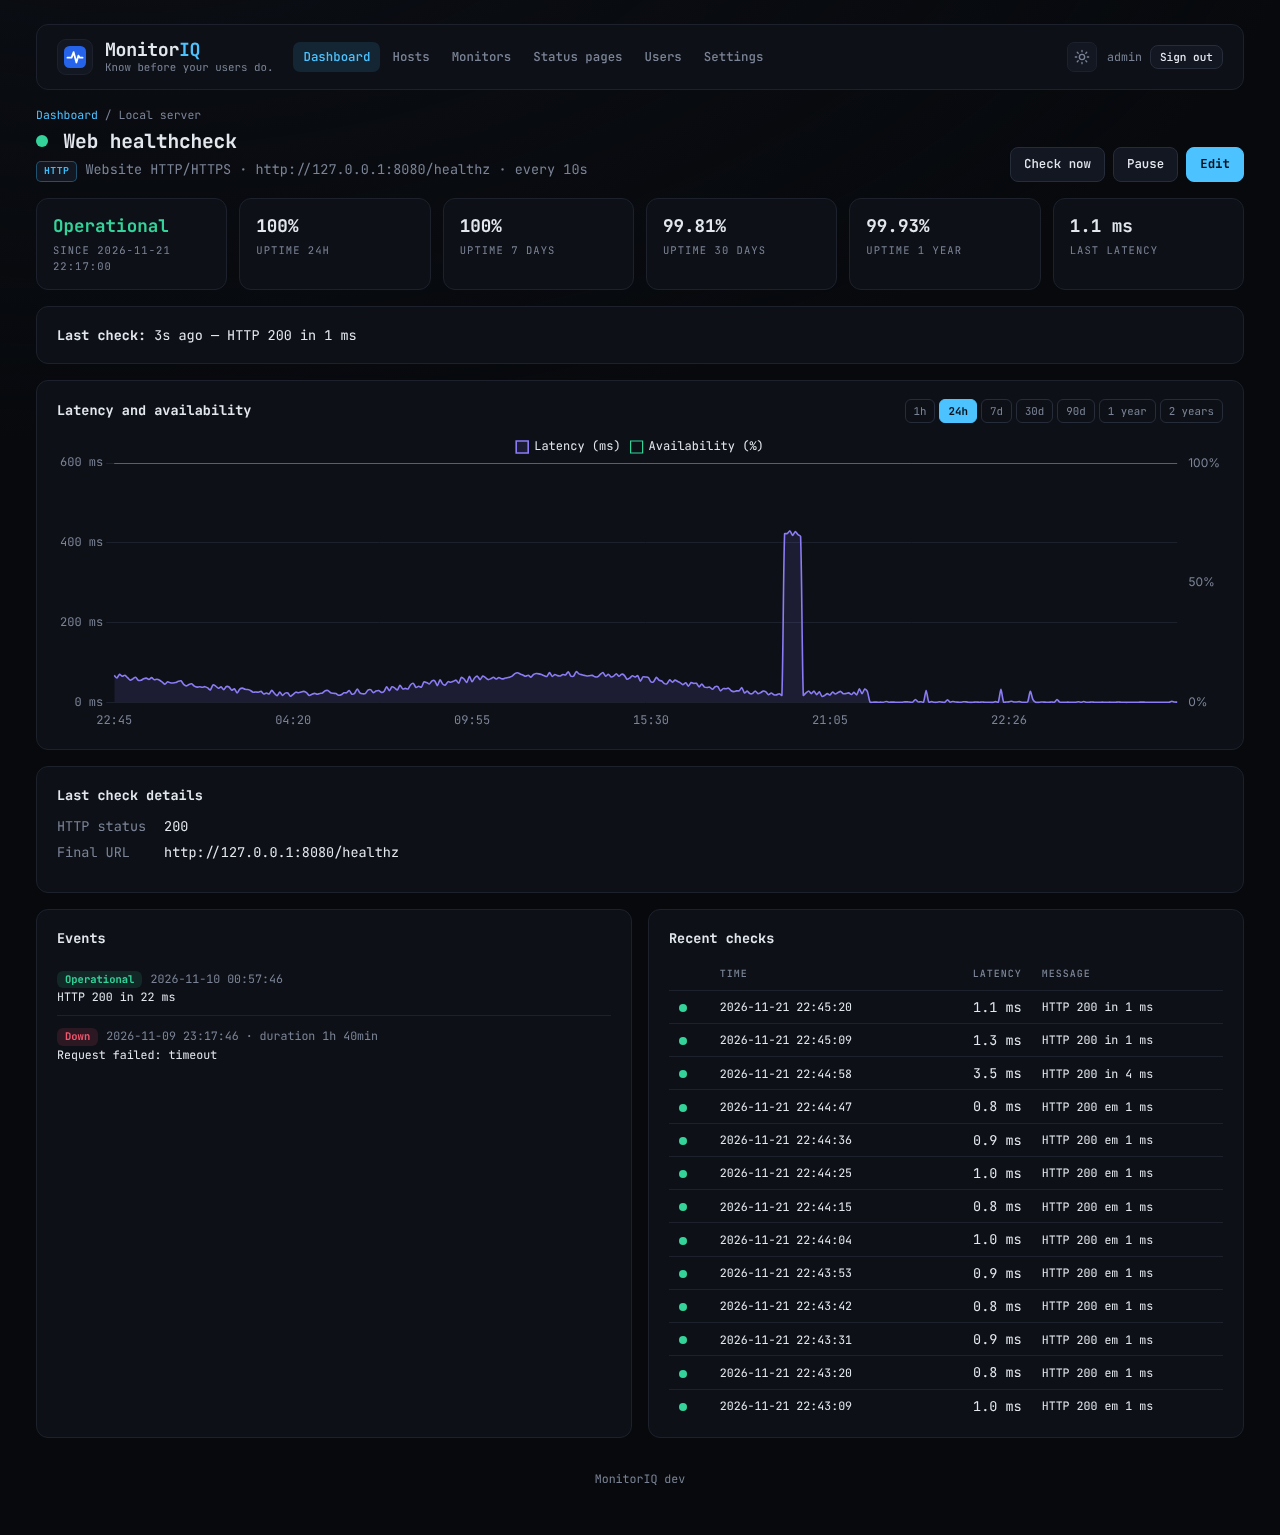 MonitorIQ
Know before your users do.
Dashboard Hosts Monitors Status pages Users Settings
admin Sign out
Dashboard / Local server
Web healthcheck
HTTP Website HTTP/HTTPS · http://127.0.0.1:8080/healthz · every 10s
Check now Pause Edit
Operational
SINCE 2026-11-21
22:17:00
100%
UPTIME 24H
100%
UPTIME 7 DAYS
99.81%
UPTIME 30 DAYS
99.93%
UPTIME 1 YEAR
1.1 ms
LAST LATENCY
Last check: 3s ago — HTTP 200 in 1 ms
Latency and availability
1h 24h 7d 30d 90d 1 year 2 years
Latency (ms) Availability (%)
600 ms 100%
400 ms
50%
200 ms
0 ms 0%
22:45 04:20 09:55 15:30 21:05 22:26
Last check details
HTTP status 200
Final URL http://127.0.0.1:8080/healthz
Events
Operational 2026-11-10 00:57:46
HTTP 200 in 22 ms
Down 2026-11-09 23:17:46 · duration 1h 40min
Request failed: timeout
Recent checks
TIME LATENCY MESSAGE
2026-11-21 22:45:20 1.1 ms HTTP 200 in 1 ms
2026-11-21 22:45:09 1.3 ms HTTP 200 in 1 ms
2026-11-21 22:44:58 3.5 ms HTTP 200 in 4 ms
2026-11-21 22:44:47 0.8 ms HTTP 200 em 1 ms
2026-11-21 22:44:36 0.9 ms HTTP 200 em 1 ms
2026-11-21 22:44:25 1.0 ms HTTP 200 em 1 ms
2026-11-21 22:44:15 0.8 ms HTTP 200 em 1 ms
2026-11-21 22:44:04 1.0 ms HTTP 200 em 1 ms
2026-11-21 22:43:53 0.9 ms HTTP 200 em 1 ms
2026-11-21 22:43:42 0.8 ms HTTP 200 em 1 ms
2026-11-21 22:43:31 0.9 ms HTTP 200 em 1 ms
2026-11-21 22:43:20 0.8 ms HTTP 200 em 1 ms
2026-11-21 22:43:09 1.0 ms HTTP 200 em 1 ms
MonitorIQ dev